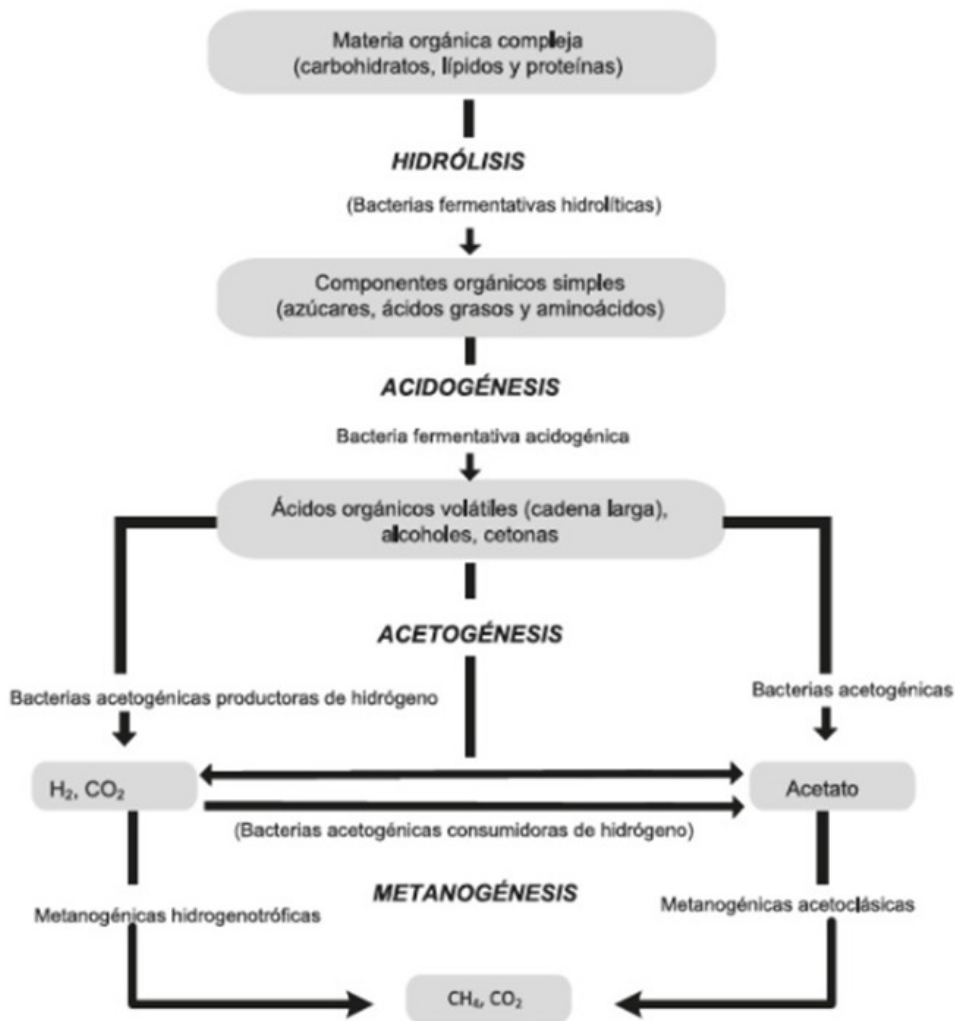 Materia orgánica compleja
(carbohidratos, lípidos y proteínas)
HIDRÓLISIS
(Bacterias fermentativas hidrolíticas)
Componentes orgánicos simples
(azúcares, ácidos grasos y aminoácidos)
ACIDOGÉNESIS
Bacteria fermentativa acidogénica
Ácidos orgánicos volátiles (cadena larga),
alcoholes, cetonas
ACETOGÉNESIS
Bacterias acetogénicas productoras de hidrógeno
Bacterias acetogénicas
H₂, CO₂
Acetato
(Bacterias acetogénicas consumidoras de hidrógeno)
METANOGÉNESIS
Metanogénicas hidrogenotróficas
Metanogénicas acetoclásicas
CH₄, CO₂